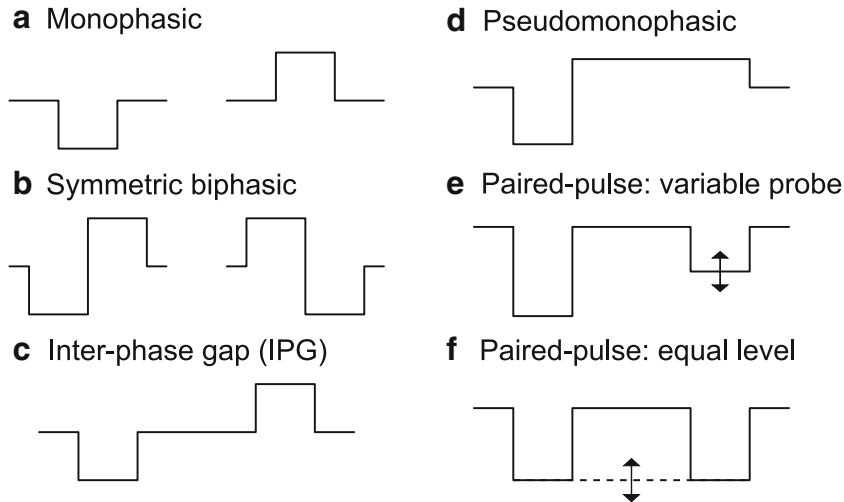 a Monophasic
b Symmetric biphasic
c Inter-phase gap (IPG)
d Pseudomonophasic
e Paired-pulse: variable probe
f Paired-pulse: equal level